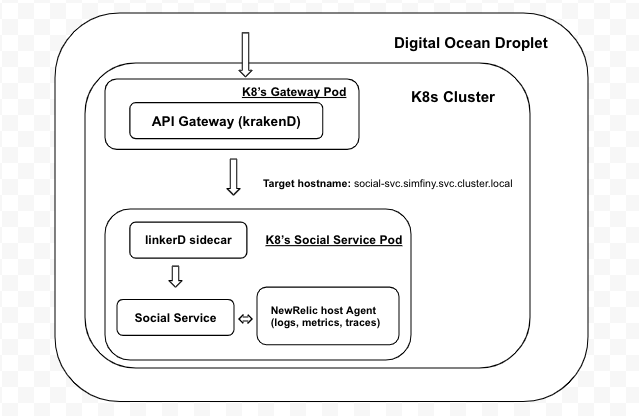 Digital Ocean Droplet
K8s Cluster
K8's Gateway Pod
API Gateway (krakenD)
Target hostname: social-svc.simfiny.svc.cluster.local
linkerD sidecar
K8's Social Service Pod
Social Service
NewRelic host Agent
(logs, metrics, traces)